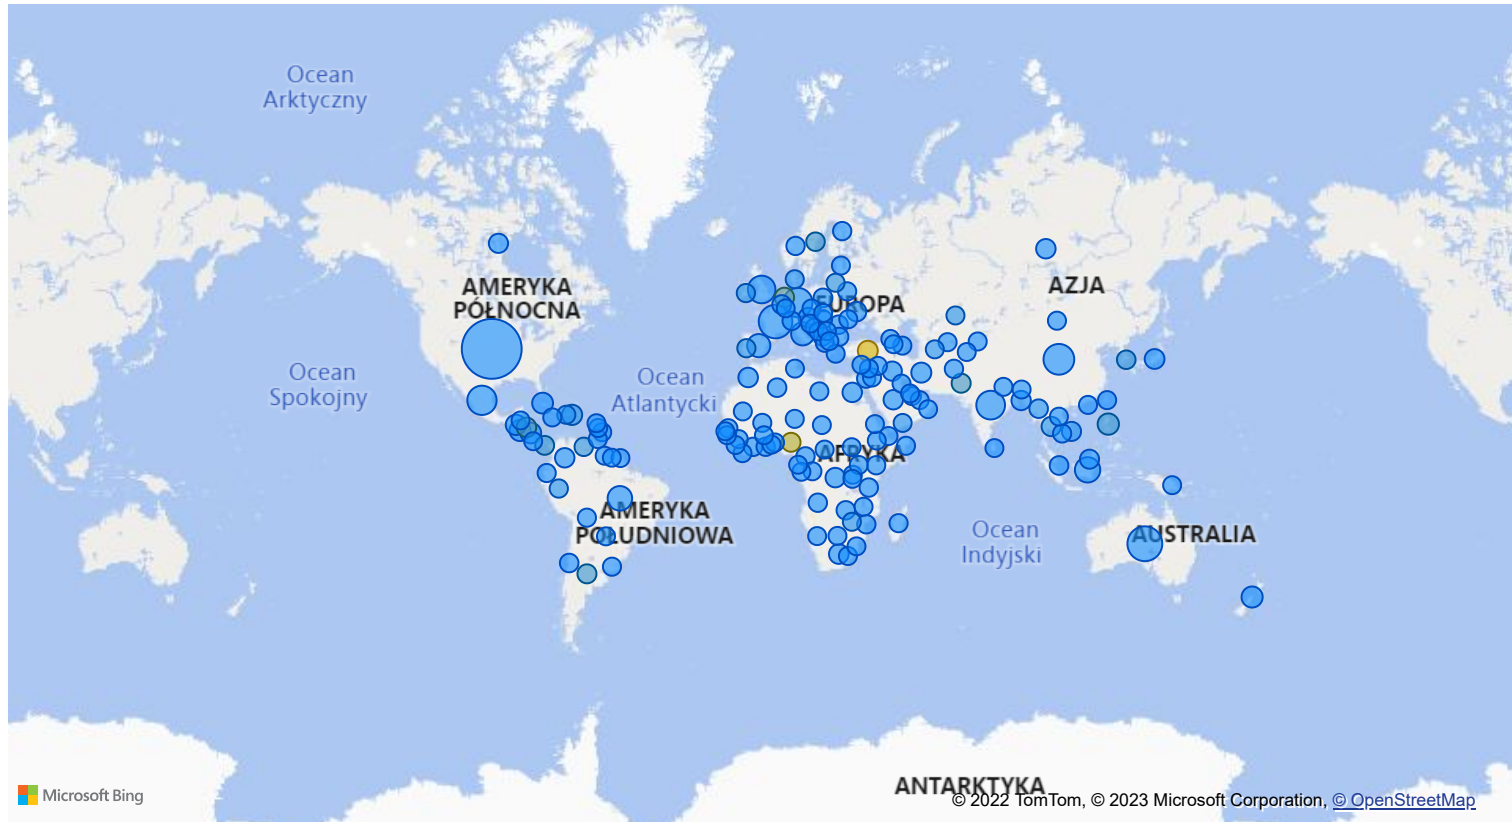 Ocean
Arktyczny
AMERYKA
PÓŁNOCNA
AZJA
EUROPA
Ocean
Spokojny
Ocean
Atlantycki
AFRYKA
AMERYKA
POŁUDNIOWA
Ocean
Indyjski
AUSTRALIA
ANTARKTYKA
Microsoft Bing
© 2022 TomTom, © 2023 Microsoft Corporation, © OpenStreetMap